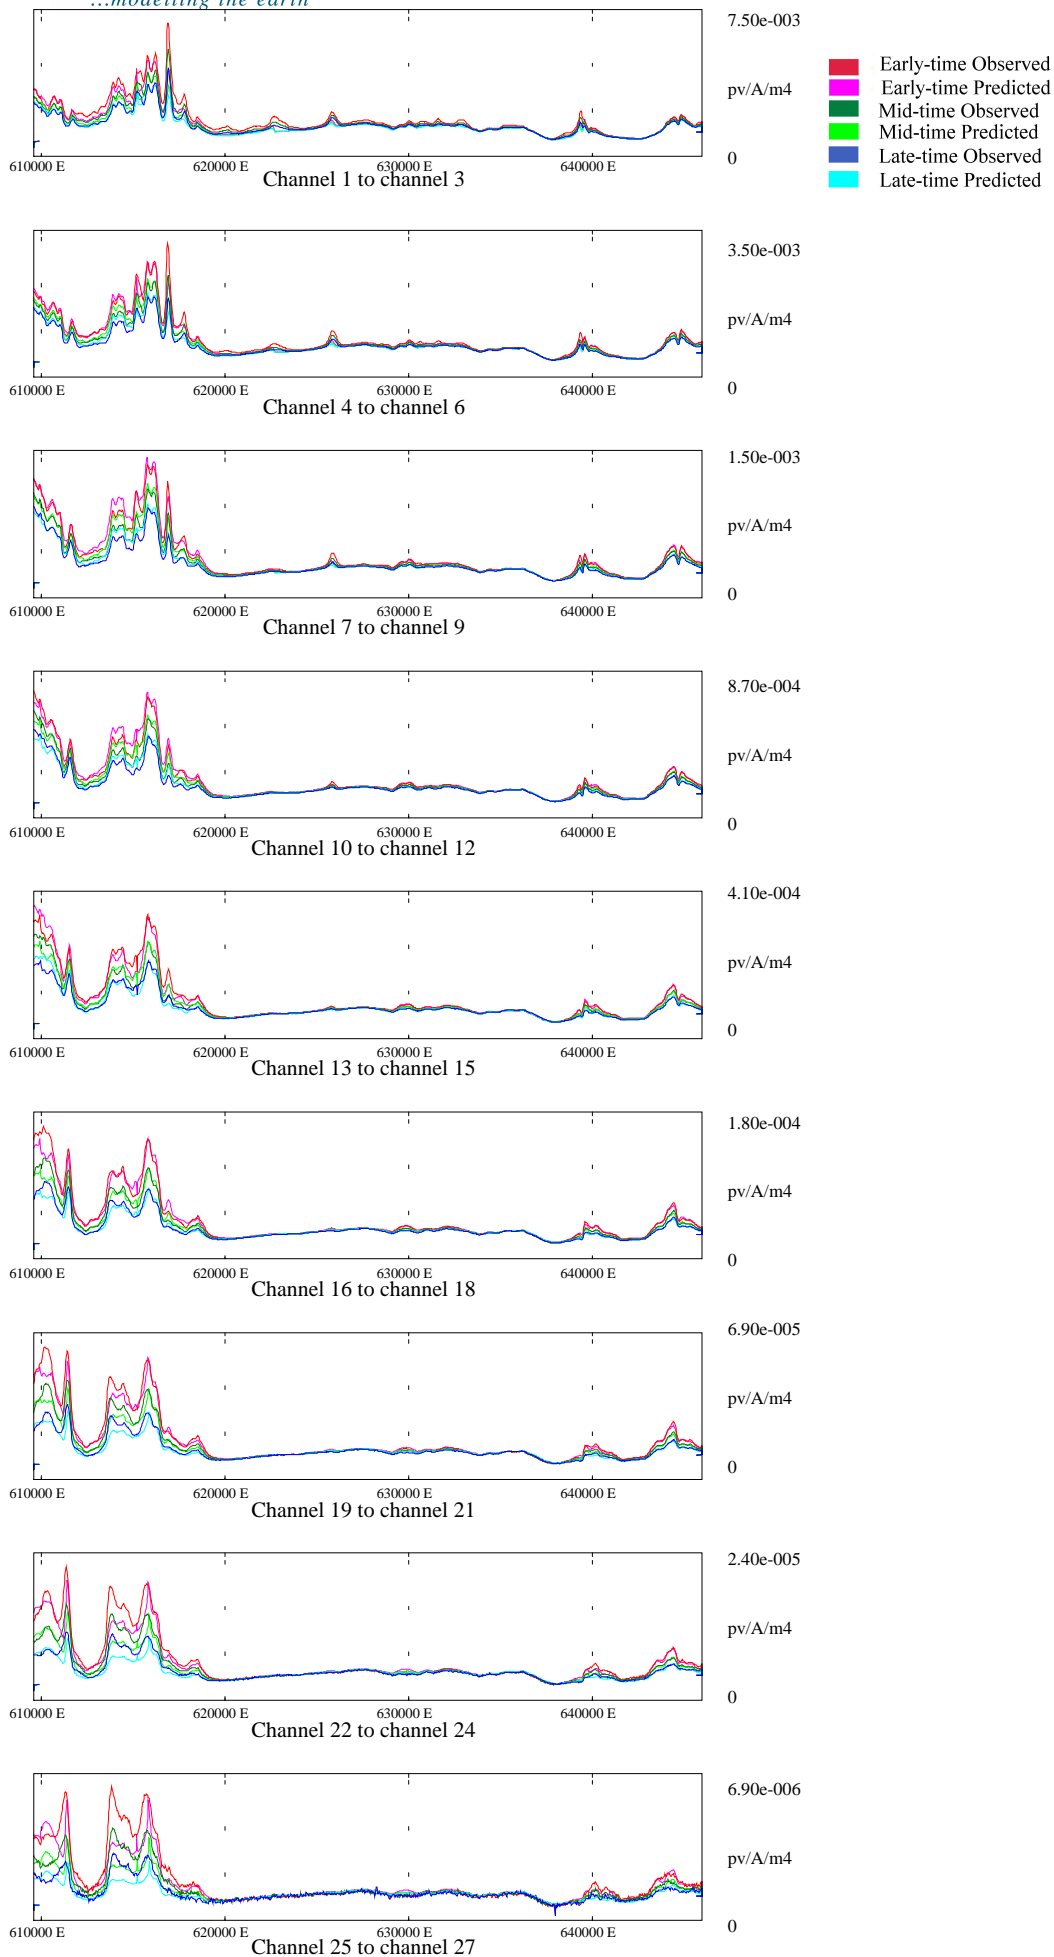 ...modelling the earth
7.50e-003
pv/A/m4
0
610000 E 620000 E 630000 E 640000 E
Channel 1 to channel 3
Early-time Observed
Early-time Predicted
Mid-time Observed
Mid-time Predicted
Late-time Observed
Late-time Predicted
3.50e-003
pv/A/m4
0
610000 E 620000 E 630000 E 640000 E
Channel 4 to channel 6
1.50e-003
pv/A/m4
0
610000 E 620000 E 630000 E 640000 E
Channel 7 to channel 9
8.70e-004
pv/A/m4
0
610000 E 620000 E 630000 E 640000 E
Channel 10 to channel 12
4.10e-004
pv/A/m4
0
610000 E 620000 E 630000 E 640000 E
Channel 13 to channel 15
1.80e-004
pv/A/m4
0
610000 E 620000 E 630000 E 640000 E
Channel 16 to channel 18
6.90e-005
pv/A/m4
0
610000 E 620000 E 630000 E 640000 E
Channel 19 to channel 21
2.40e-005
pv/A/m4
0
610000 E 620000 E 630000 E 640000 E
Channel 22 to channel 24
6.90e-006
pv/A/m4
0
610000 E 620000 E 630000 E 640000 E
Channel 25 to channel 27